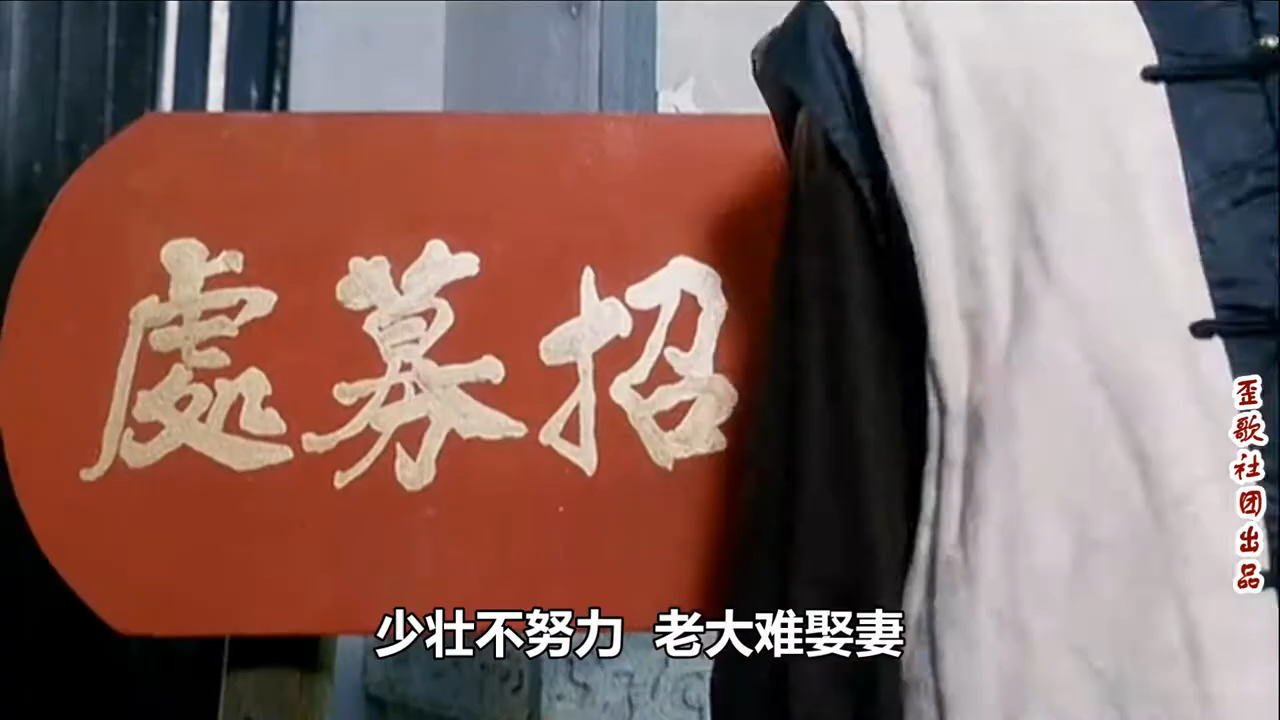 處募招
少壮不努力 老大难娶妻
歪歌社团出品